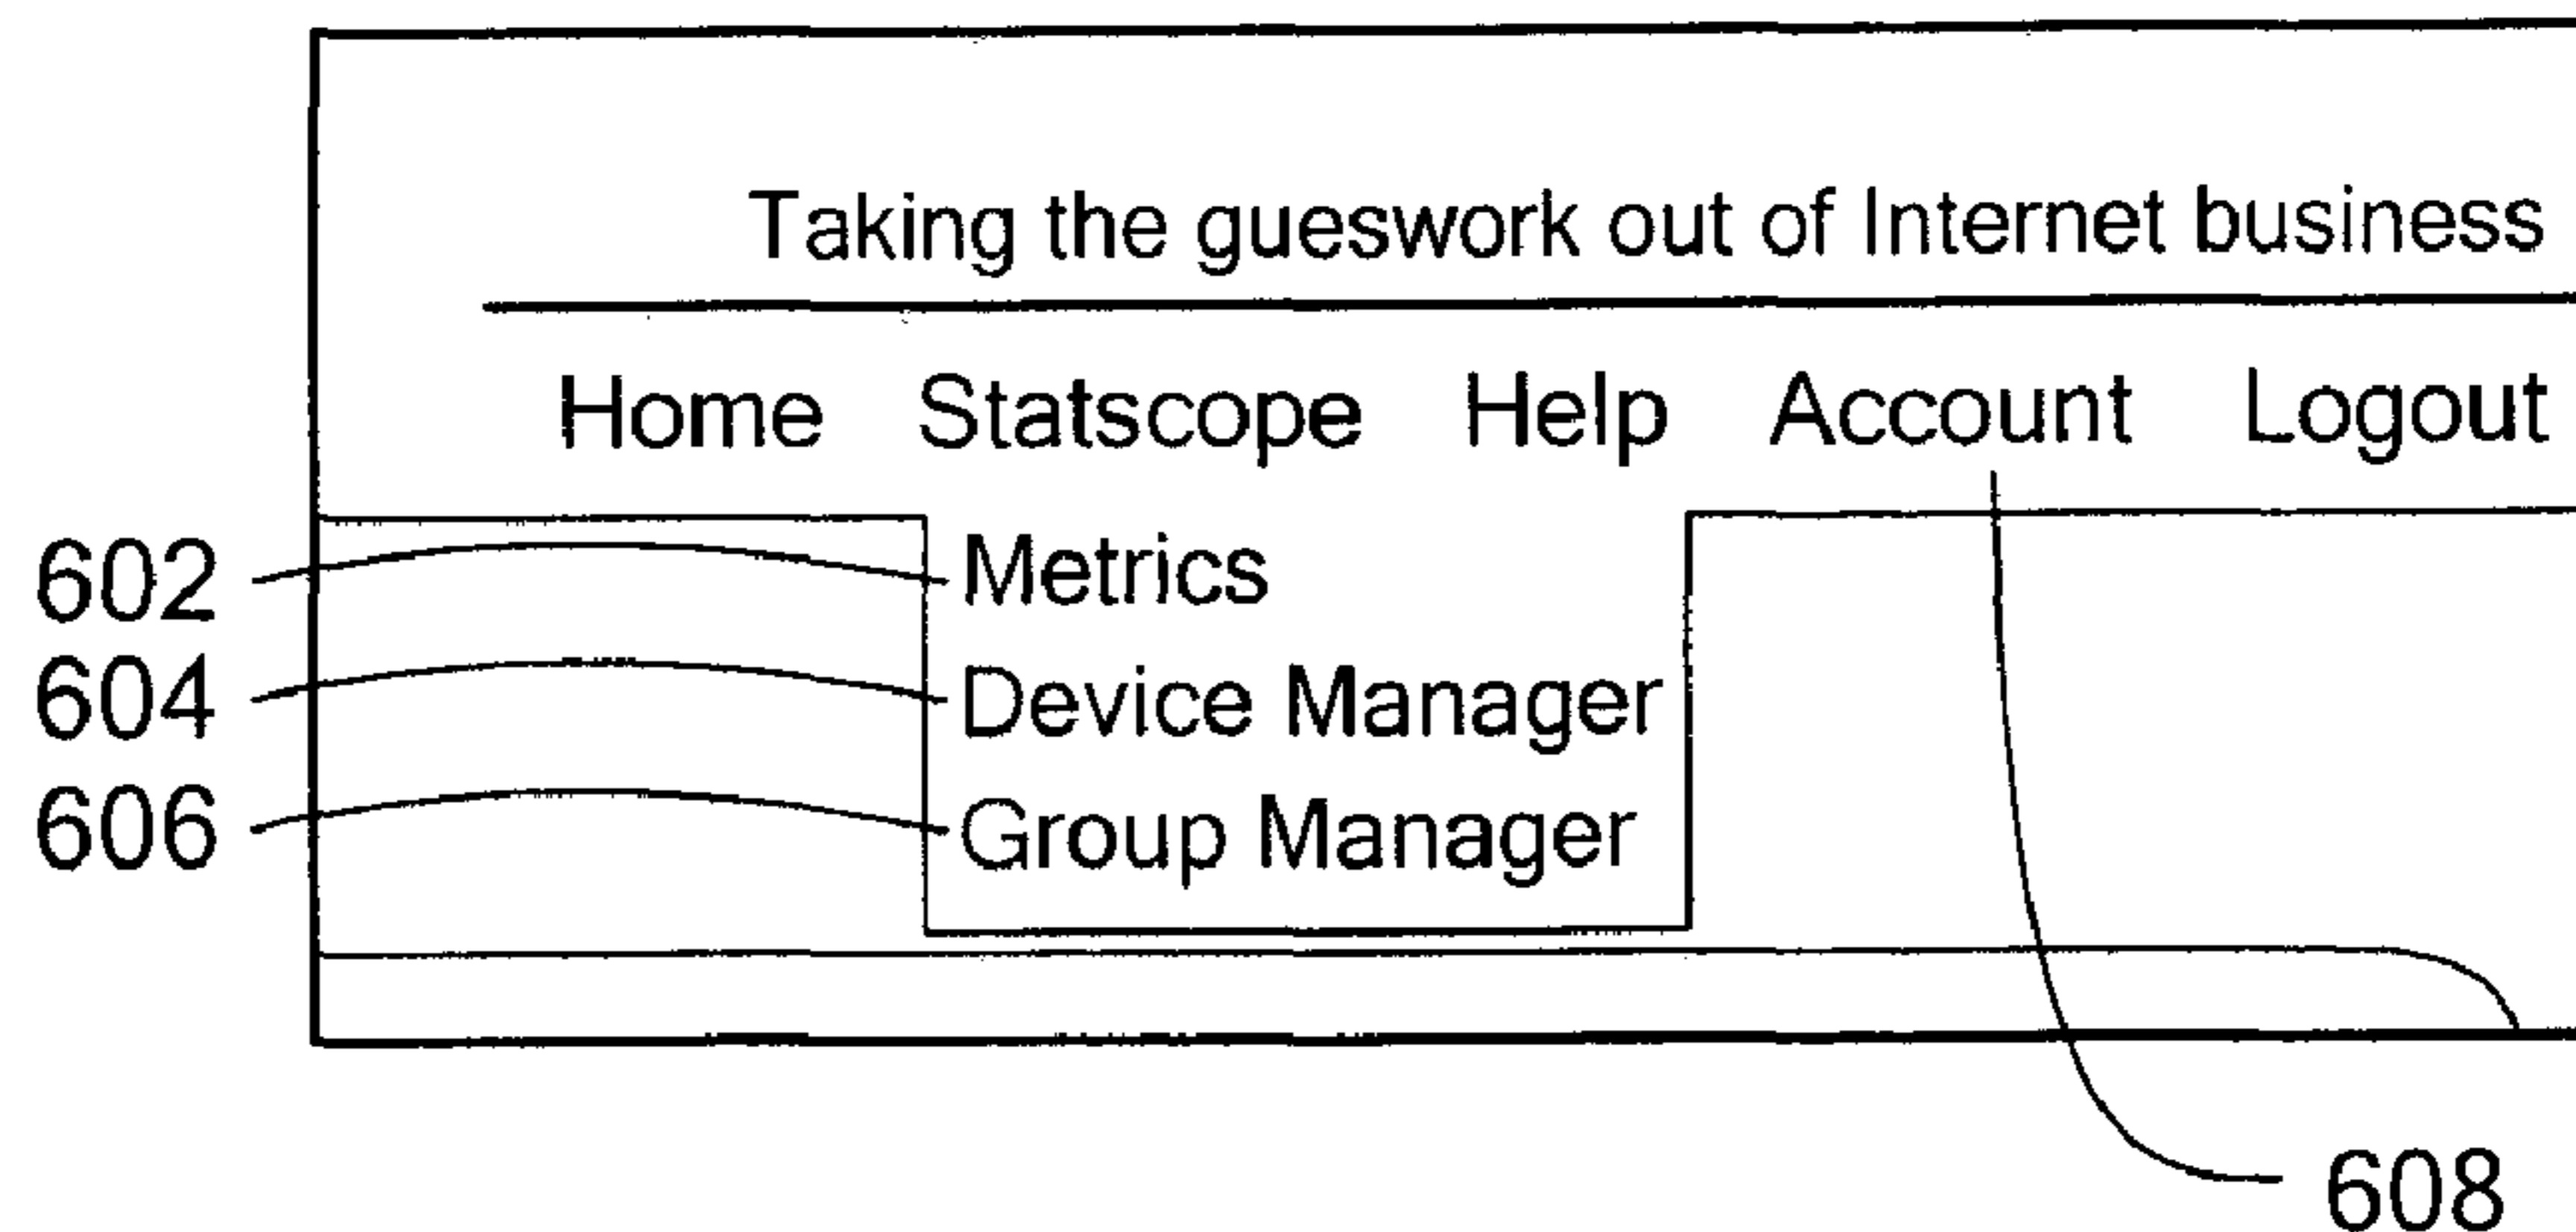 Taking the gueswork out of Internet business
Home Statscope Help Account Logout
602 Metrics
604 Device Manager
606 Group Manager
608